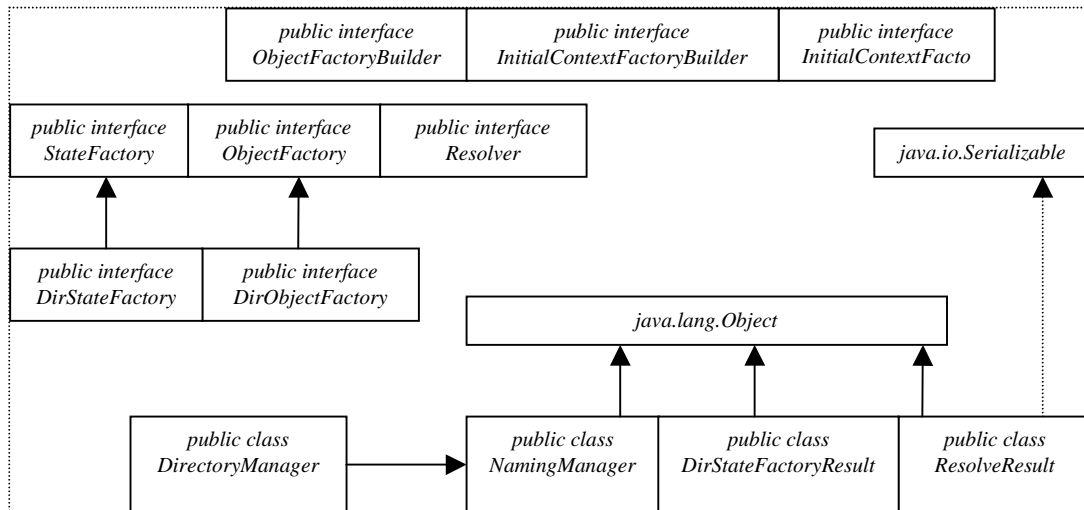 public interface
ObjectFactoryBuilder
public interface
InitialContextFactoryBuilder
public interface
InitialContextFacto
public interface
StateFactory
public interface
ObjectFactory
public interface
Resolver
java.io.Serializable
public interface
DirStateFactory
public interface
DirObjectFactory
java.lang.Object
public class
DirectoryManager
public class
NamingManager
public class
DirStateFactoryResult
public class
ResolveResult